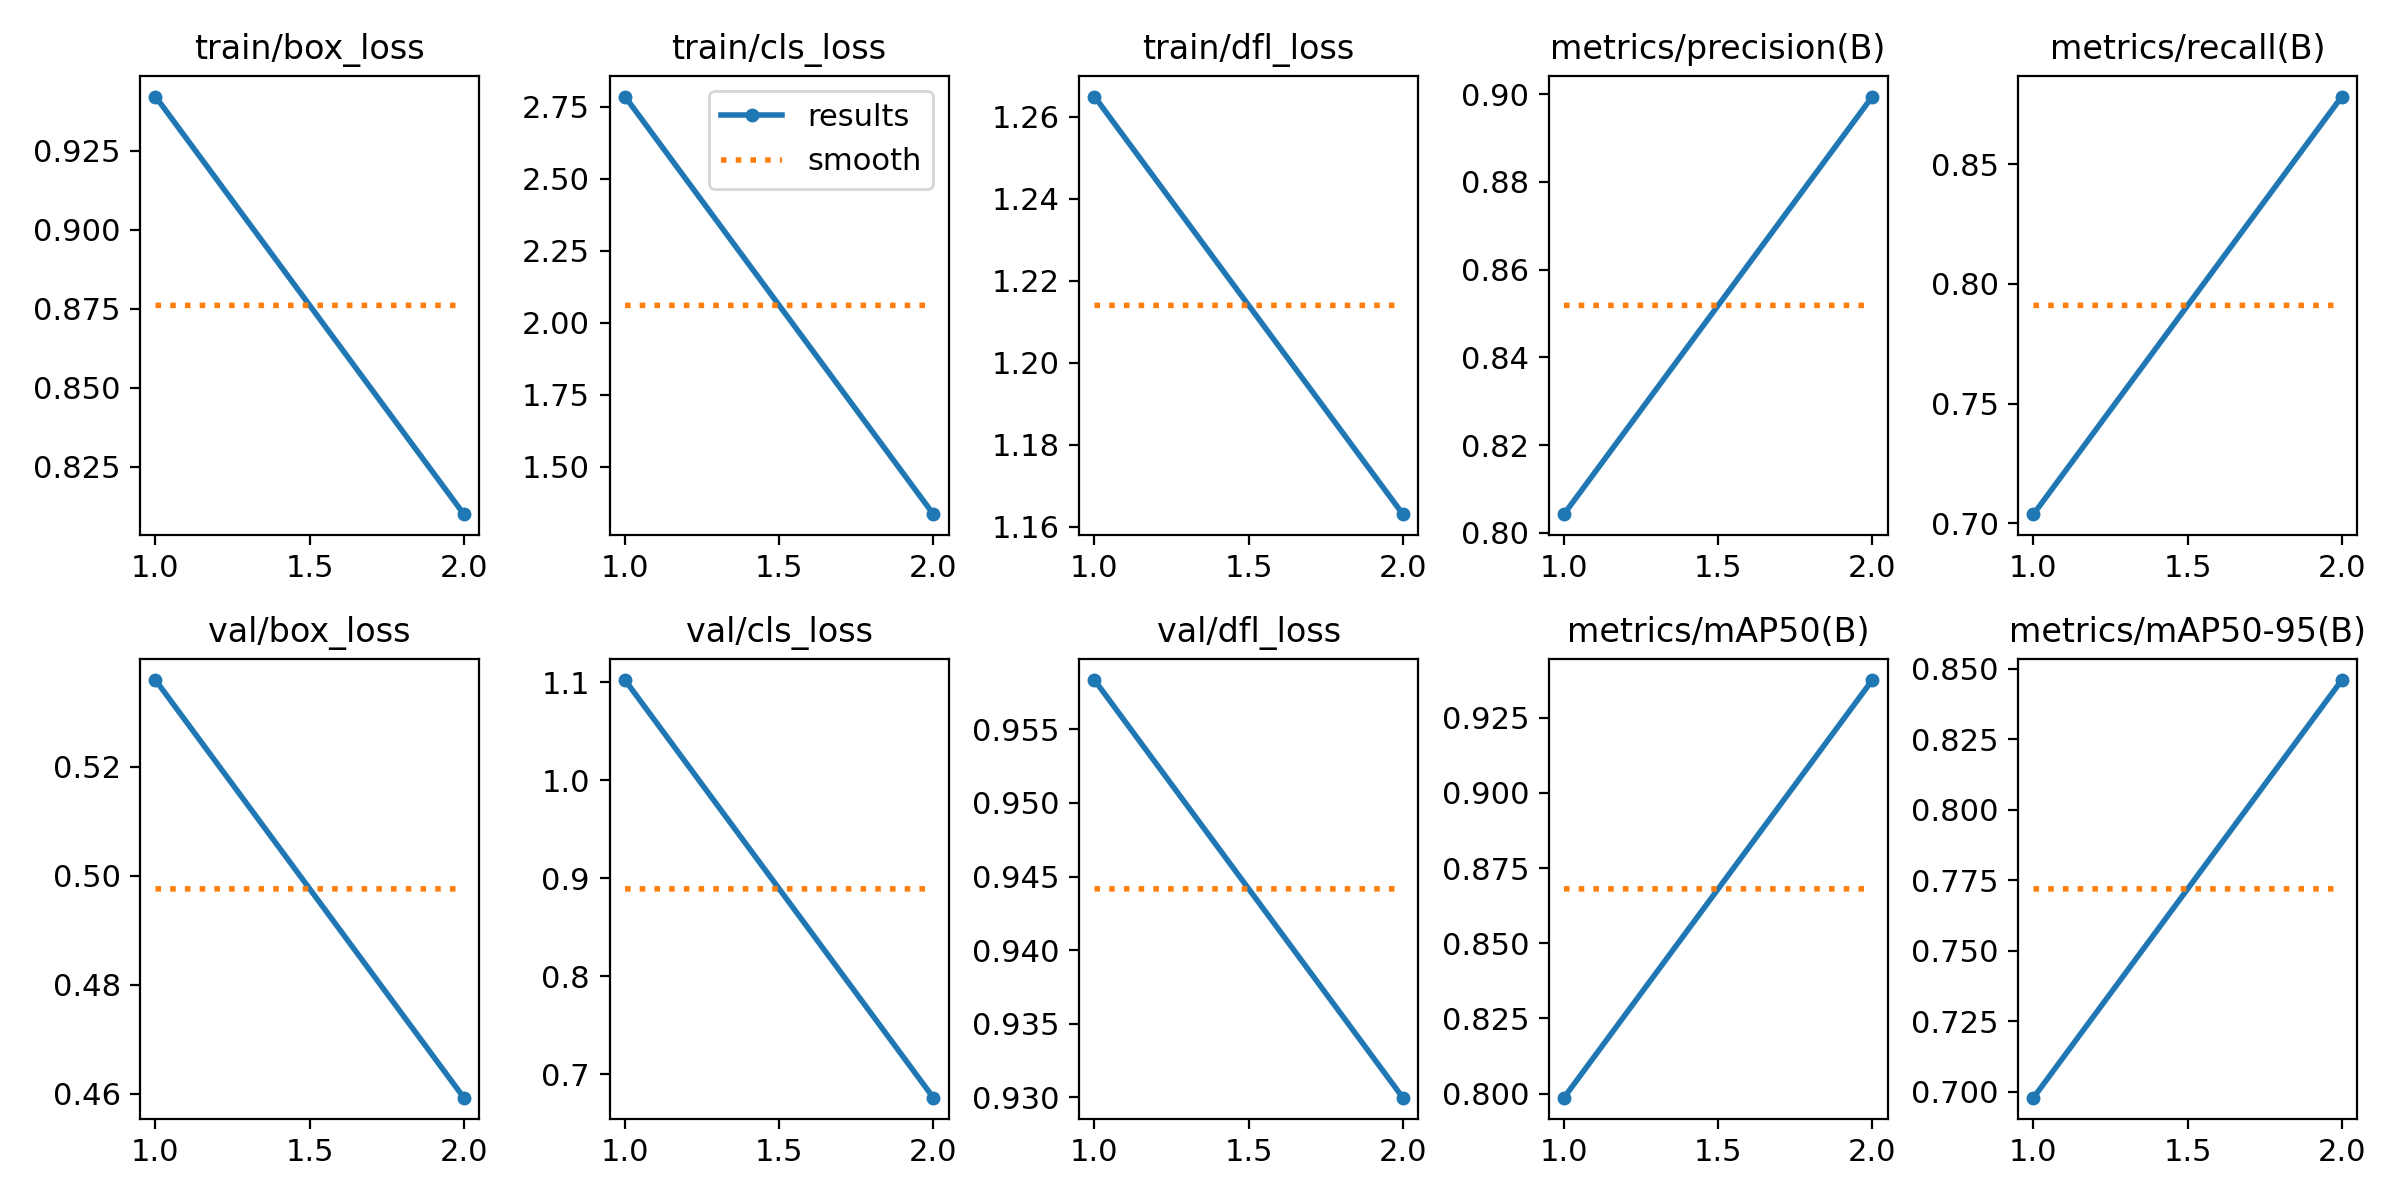 train/box_loss
0.925
0.900
0.875
0.850
0.825
1.0 1.5 2.0
train/cls_loss
results
smooth
2.75
2.50
2.25
2.00
1.75
1.50
1.0 1.5 2.0
train/dfl_loss
1.26
1.24
1.22
1.20
1.18
1.16
1.0 1.5 2.0
metrics/precision(B)
0.90
0.88
0.86
0.84
0.82
0.80
1.0 1.5 2.0
metrics/recall(B)
0.85
0.80
0.75
0.70
1.0 1.5 2.0
val/box_loss
0.52
0.50
0.48
0.46
1.0 1.5 2.0
val/cls_loss
1.1
1.0
0.9
0.8
0.7
1.0 1.5 2.0
val/dfl_loss
0.955
0.950
0.945
0.940
0.935
0.930
1.0 1.5 2.0
metrics/mAP50(B)
0.925
0.900
0.875
0.850
0.825
0.800
1.0 1.5 2.0
metrics/mAP50-95(B)
0.850
0.825
0.800
0.775
0.750
0.725
0.700
1.0 1.5 2.0